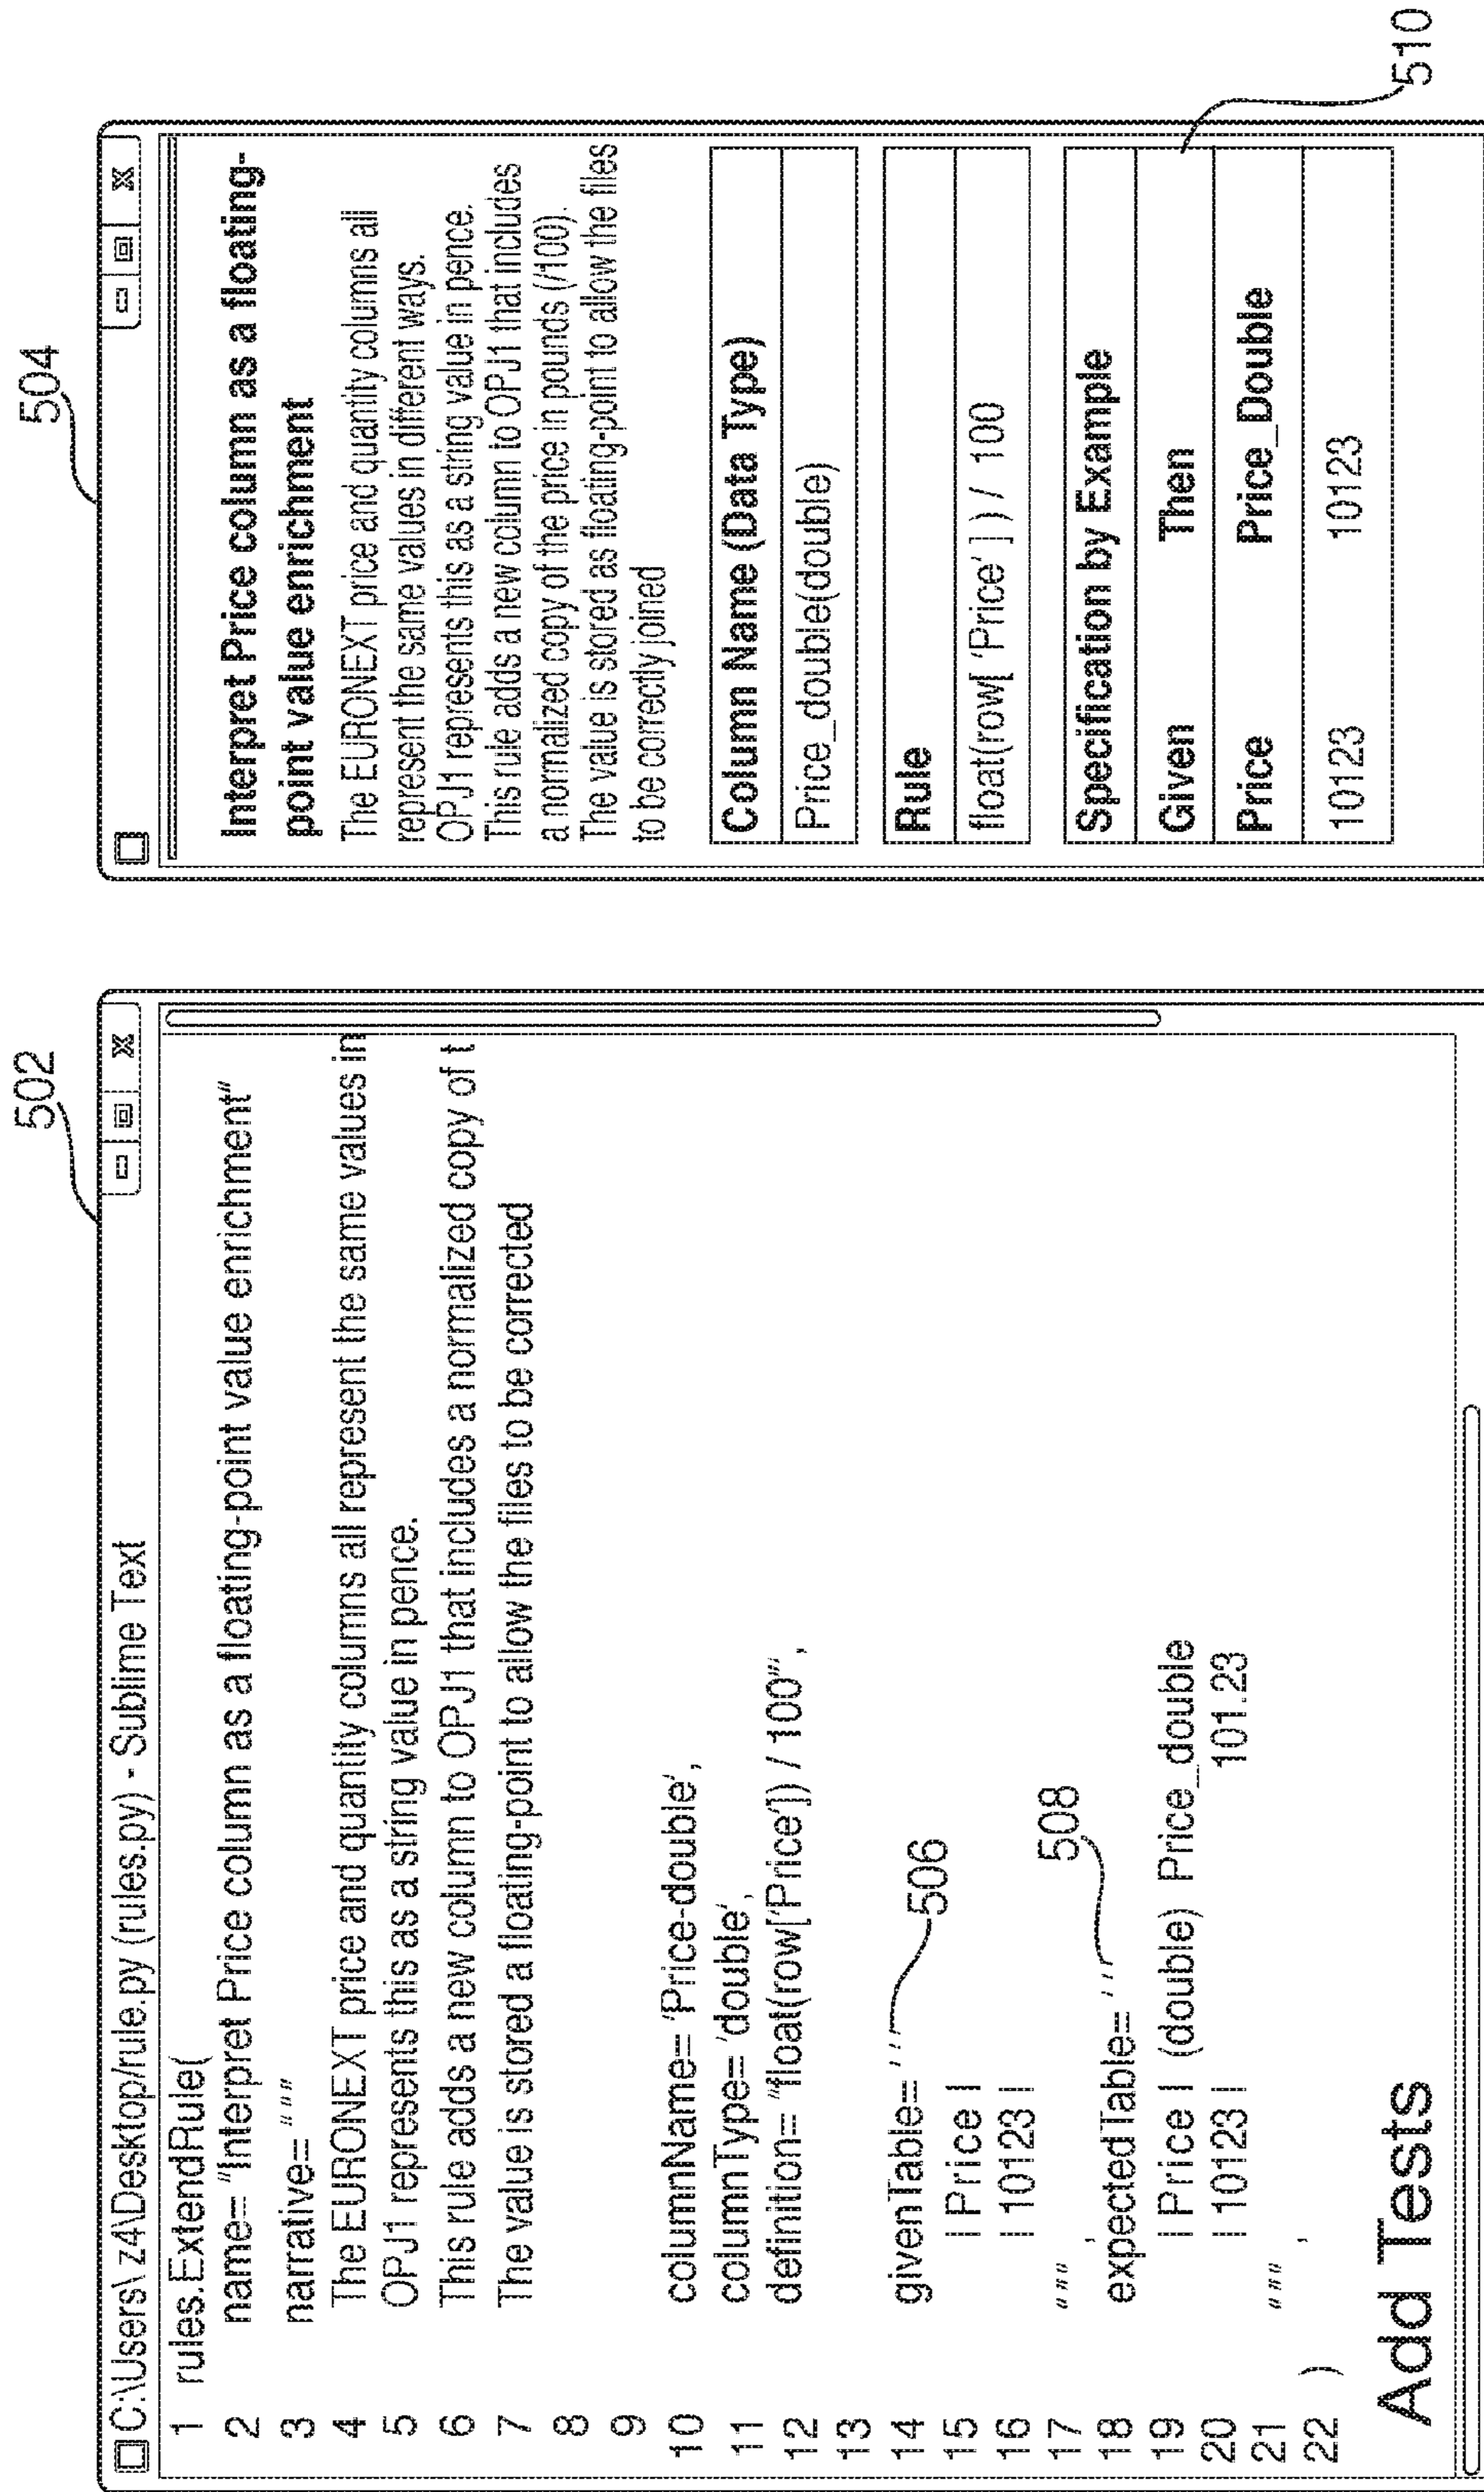 502
C:\Users\ z4\Desktop/rule.py (rules.py) - Sublime Text
1 rules.ExtendRule(
2 name= "Interpret Price column as a floating-point value enrichment"
3 narrative= """
4 The EURONEXT price and quantity columns all represent the same values in
5 OPJ1 represents this as a string value in pence.
6 This rule adds a new column to OPJ1 that includes a normalized copy of t
7 The value is stored a floating-point to allow the files to be corrected
8
9
10 columnName= 'Price-double',
11 columnType= 'double',
12 definition= "float(row['Price']) / 100"',
13
14 givenTable= ''' 506
15 | Price |
16 | 10123 |
17 """ , 508
18 expectedTable= '''
19 | Price | (double) Price_double
20 | 10123 | 101.23
21 """ ,
22 )
Add Tests
504
Interpret Price column as a floating-
point value enrichment
The EURONEXT price and quantity columns all
represent the same values in different ways.
OPJ1 represents this as a string value in pence.
This rule adds a new column to OPJ1 that includes
a normalized copy of the price in pounds (/100).
The value is stored as floating-point to allow the files
to be correctly joined
Column Name (Data Type)
Price_double(double)
Rule
float(row[ 'Price' ] ) / 100
Specification by Example
Given Then
Price Price_Double
10123 10123
510